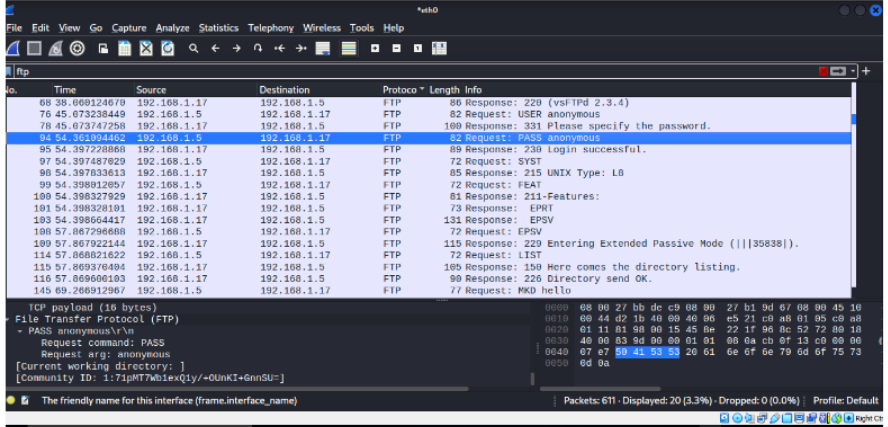 *eth0
File Edit View Go Capture Analyze Statistics Telephony Wireless Tools Help
ftp
No. Time Source Destination Protoco Length Info
68 38.060124670 192.168.1.17 192.168.1.5 FTP 86 Response: 220 (vsFTPd 2.3.4)
76 45.073238449 192.168.1.5 192.168.1.17 FTP 82 Request: USER anonymous
78 45.073747258 192.168.1.17 192.168.1.5 FTP 100 Response: 331 Please specify the password.
94 54.361094462 192.168.1.5 192.168.1.17 FTP 82 Request: PASS anonymous
95 54.397228868 192.168.1.17 192.168.1.5 FTP 89 Response: 230 Login successful.
97 54.397487029 192.168.1.5 192.168.1.17 FTP 72 Request: SYST
98 54.397833613 192.168.1.17 192.168.1.5 FTP 85 Response: 215 UNIX Type: L8
99 54.398012057 192.168.1.5 192.168.1.17 FTP 72 Request: FEAT
100 54.398327929 192.168.1.17 192.168.1.5 FTP 81 Response: 211-Features:
101 54.398328101 192.168.1.17 192.168.1.5 FTP 73 Response: EPRT
103 54.398664417 192.168.1.17 192.168.1.5 FTP 131 Response: EPSV
108 57.867296688 192.168.1.5 192.168.1.17 FTP 72 Request: EPSV
109 57.867922144 192.168.1.17 192.168.1.5 FTP 115 Response: 229 Entering Extended Passive Mode (|||35838|).
114 57.868821622 192.168.1.5 192.168.1.17 FTP 72 Request: LIST
115 57.869370404 192.168.1.17 192.168.1.5 FTP 105 Response: 150 Here comes the directory listing.
116 57.869600103 192.168.1.17 192.168.1.5 FTP 90 Response: 226 Directory send OK.
145 69.266912967 192.168.1.5 192.168.1.17 FTP 77 Request: MKD hello
TCP payload (16 bytes)
File Transfer Protocol (FTP)
PASS anonymous\r\n
Request command: PASS
Request arg: anonymous
[Current working directory: ]
[Community ID: 1:71pMT7Wb1exQ1y/+OUnKI+GnnSU=]
0000 08 00 27 bb de c9 08 00 27 b1 9d 67 08 00 45 10
0010 00 44 d2 1b 40 00 40 06 e5 21 c0 a8 01 05 c0 a8
0020 01 11 81 98 00 15 45 8e 22 1f 96 8c 52 72 80 18
0030 40 00 83 9d 00 00 01 01 08 0a cb 0f 13 c0 00 00
0040 07 e7 50 41 53 53 20 61 6e 6f 6e 79 6d 6f 75 73
0050 0d 0a
The friendly name for this interface (frame.interface_name)
Packets: 611 · Displayed: 20 (3.3%) · Dropped: 0 (0.0%)
Profile: Default
Right Ct